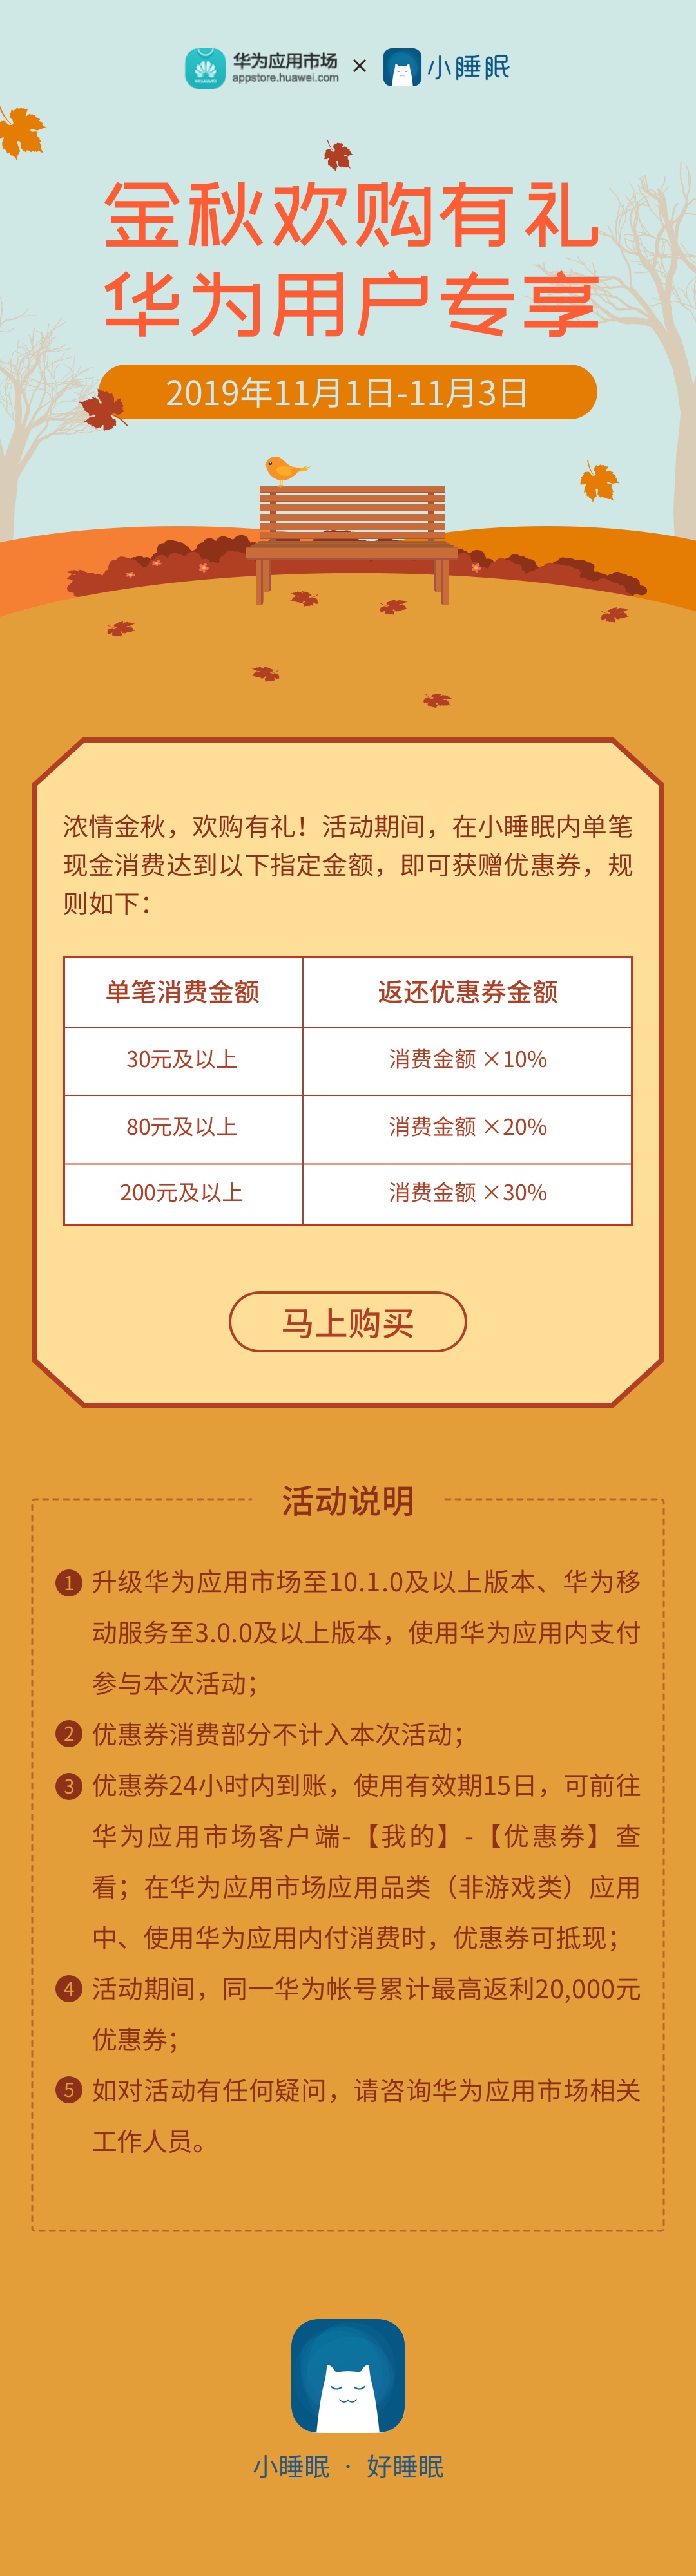 华为应用市场
appstore.huawei.com
×
小睡眠
HUAWEI
金秋欢购有礼
华为用户专享
2019年11月1日-11月3日
浓情金秋，欢购有礼！活动期间，在小睡眠内单笔
现金消费达到以下指定金额，即可获赠优惠券，规
则如下：
单笔消费金额 返还优惠券金额
30元及以上 消费金额 ×10%
80元及以上 消费金额 ×20%
200元及以上 消费金额 ×30%
马上购买
活动说明
1 升级华为应用市场至10.1.0及以上版本、华为移
动服务至3.0.0及以上版本，使用华为应用内支付
参与本次活动；
2 优惠券消费部分不计入本次活动；
3 优惠券24小时内到账，使用有效期15日，可前往
华为应用市场客户端-【我的】-【优惠券】查
看；在华为应用市场应用品类（非游戏类）应用
中、使用华为应用内付消费时，优惠券可抵现；
4 活动期间，同一华为帐号累计最高返利20,000元
优惠券；
5 如对活动有任何疑问，请咨询华为应用市场相关
工作人员。
小睡眠 · 好睡眠